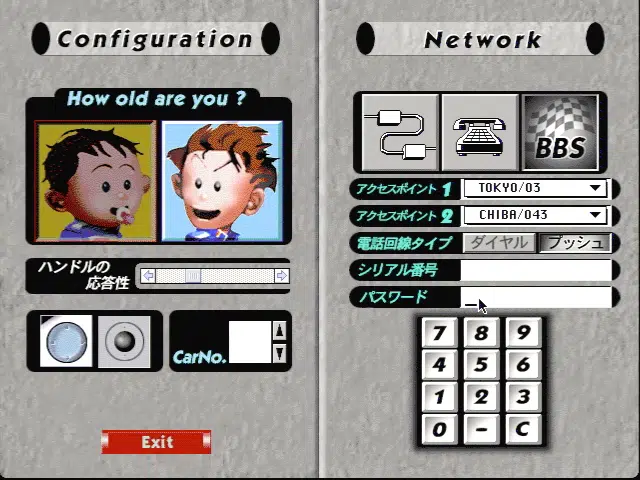 Configuration
How old are you ?
ハンドルの
応答性
CarNo.
Exit
Network
BBS
アクセスポイント 1 TOKYO/03
アクセスポイント 2 CHIBA/043
電話回線タイプ ダイヤル プッシュ
シリアル番号
パスワード _
7 8 9
4 5 6
1 2 3
0 - C